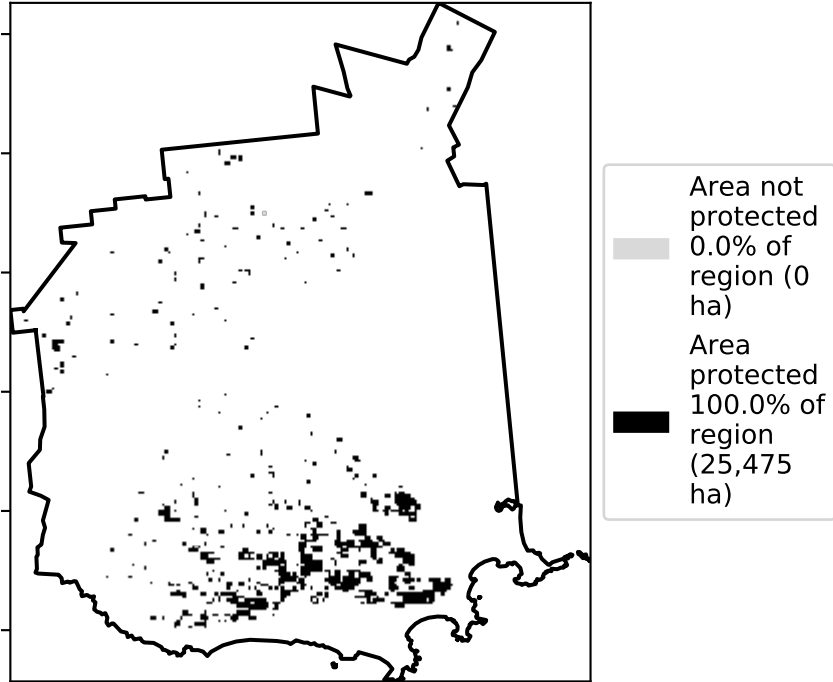 Area not
protected
0.0% of
region (0
ha)
Area
protected
100.0% of
region
(25,475
ha)